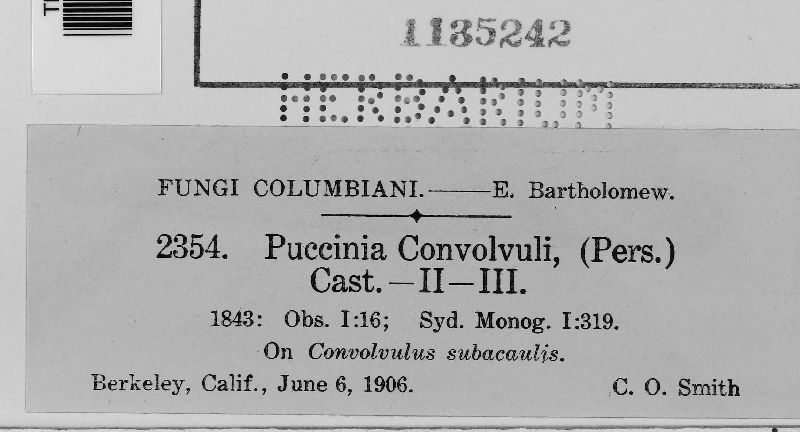 1135242
HERBARIUM
FUNGI COLUMBIANI.——E. Bartholomew.
2354. Puccinia Convolvuli, (Pers.)
Cast.—II—III.
1843: Obs. I:16; Syd. Monog. I:319.
On Convolvulus subacaulis.
Berkeley, Calif., June 6, 1906. C. O. Smith